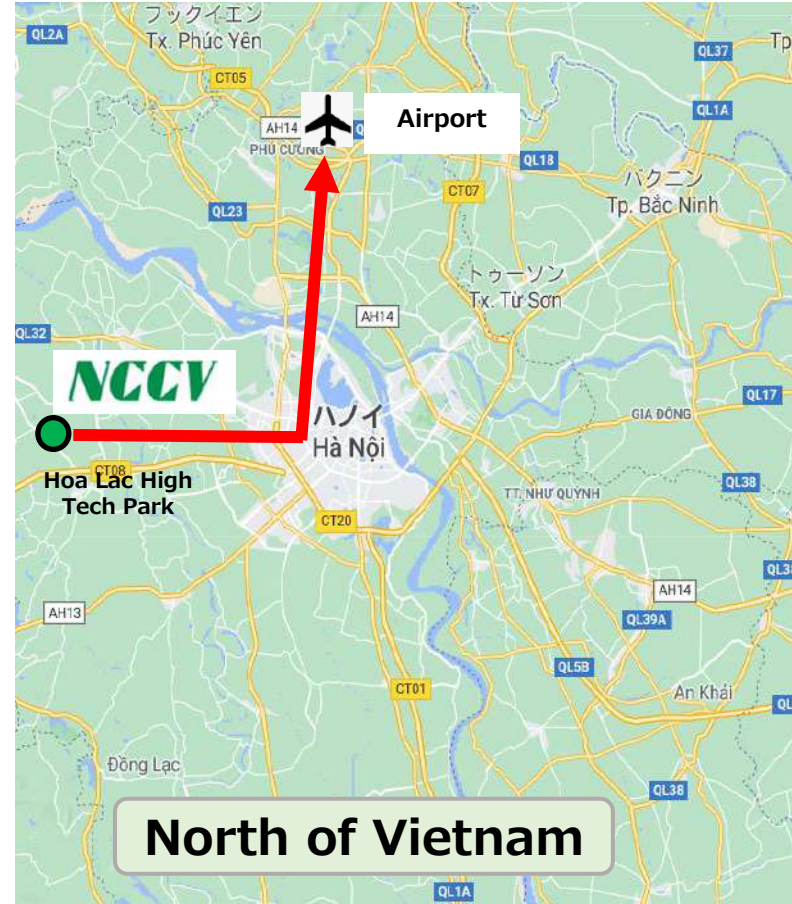 フックイエン
Tx. Phúc Yên
QL2A
QL37
Tp
CT05
QL1A
AH14
Airport
PHÚ CƯỜNG
QL18
CT07
バクニン
Tp. Bắc Ninh
QL23
トゥーソン
Tx. Từ Sơn
AH14
QL32
NCCV
QL17
ハノイ
Hà Nội
GIA ĐÔNG
CT08
Hoa Lac High
Tech Park
QL38
TT. NHƯ QUỲNH
CT20
QL3
AH14
AH13
QL39A
QL5B
CT01
An Khải
QL
Đồng Lạc
QL38
North of Vietnam
QL1A